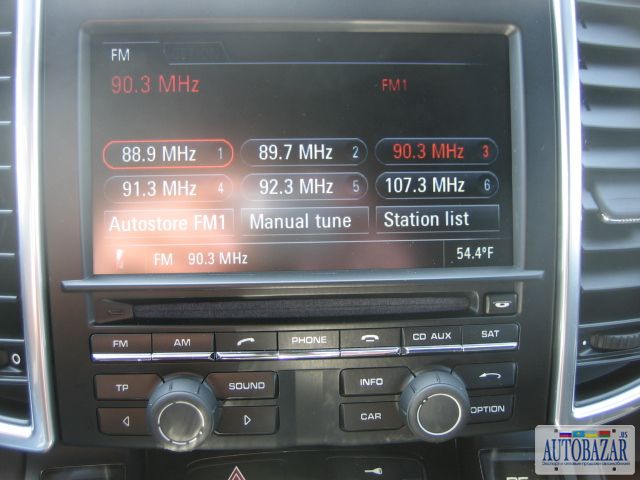 FM
90.3 MHz FM1
88.9 MHz 1 89.7 MHz 2 90.3 MHz 3
91.3 MHz 4 92.3 MHz 5 107.3 MHz 6
Autostore FM1 Manual tune Station list
FM 90.3 MHz 54.4°F
FM AM PHONE CD AUX SAT
TP SOUND INFO
CAR OPTION
AUTOBAZAR
.us